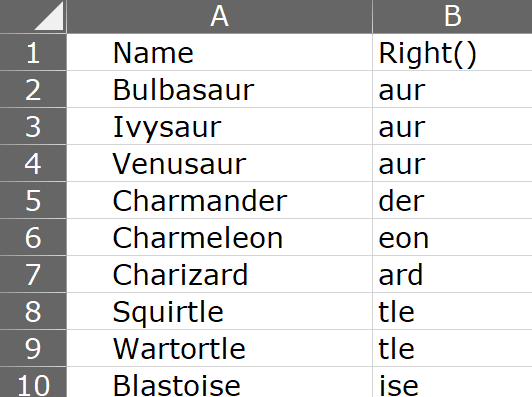 A B
1 Name Right()
2 Bulbasaur aur
3 Ivysaur aur
4 Venusaur aur
5 Charmander der
6 Charmeleon eon
7 Charizard ard
8 Squirtle tle
9 Wartortle tle
10 Blastoise ise